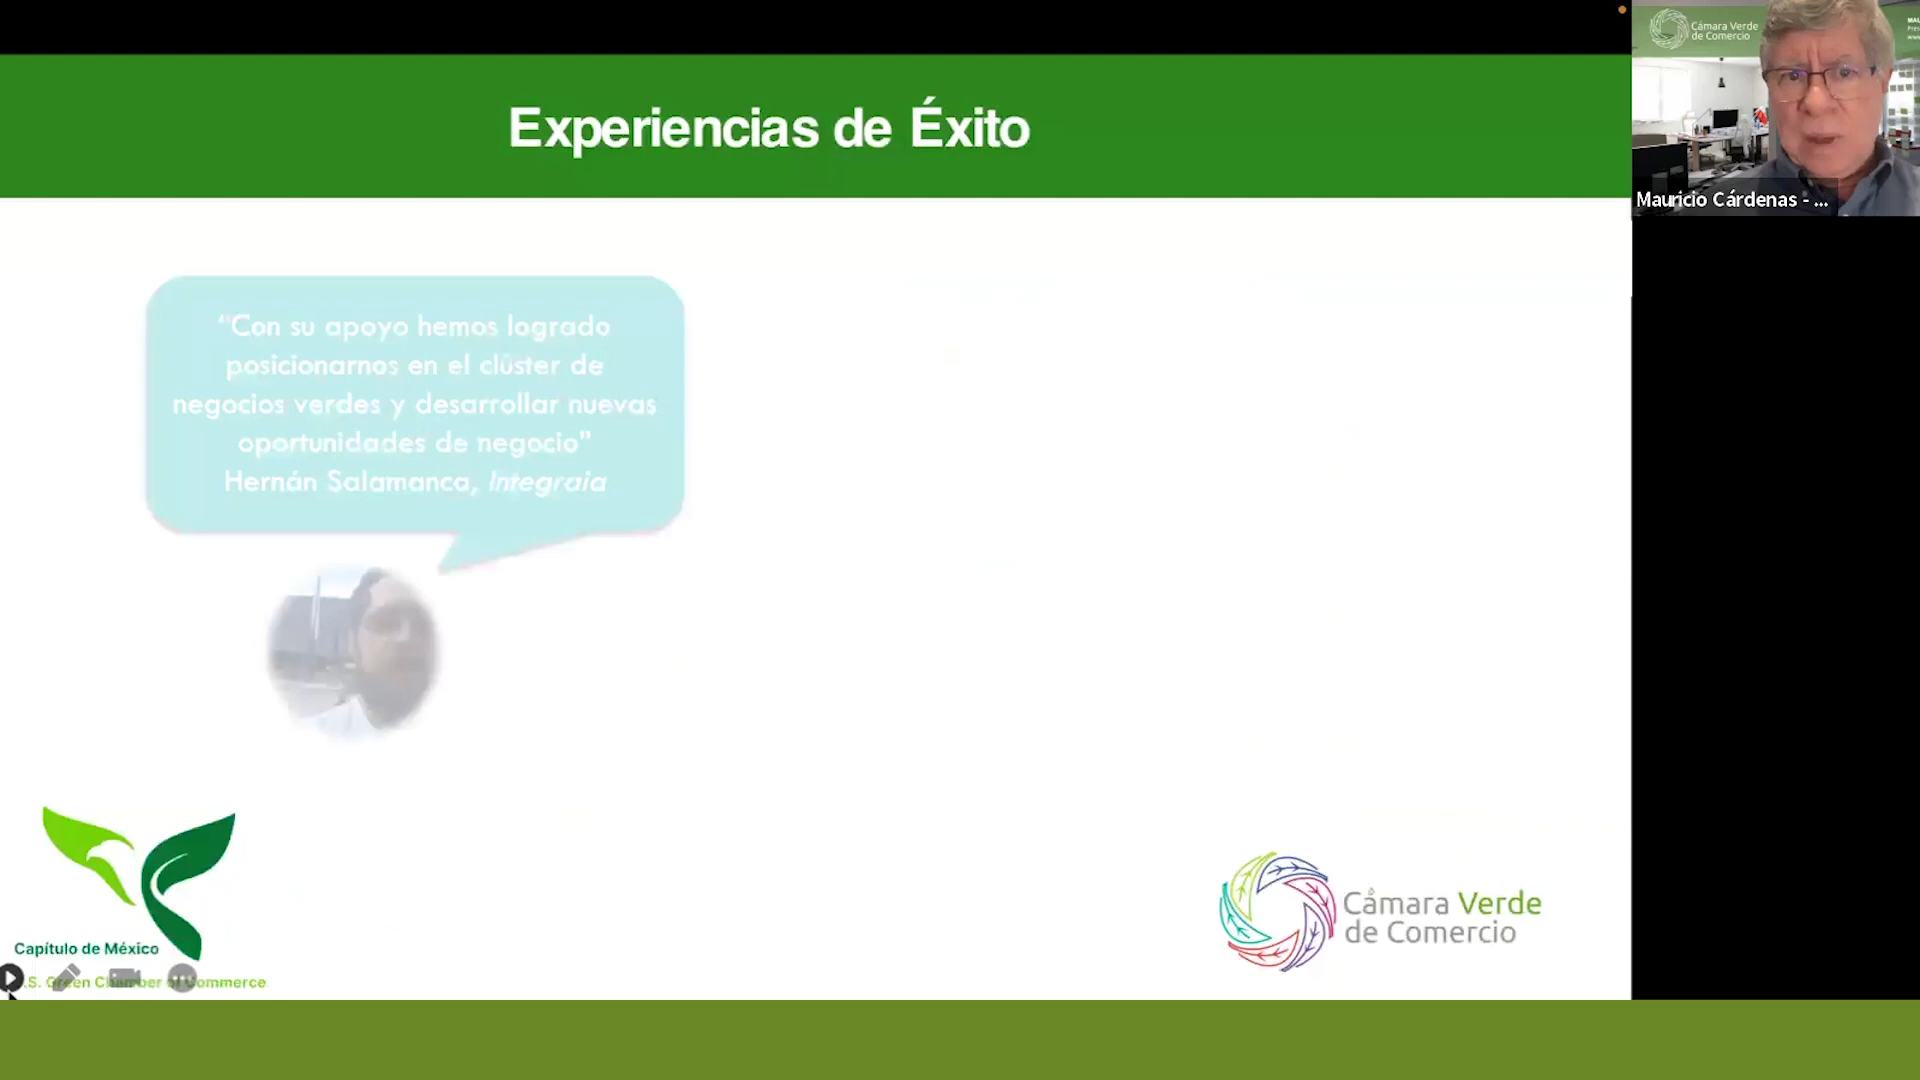 Experiencias de Éxito
Cámara Verde
de Comercio
Mauricio Cárdenas - ...
“Con su apoyo hemos logrado
posicionarnos en el clúster de
negocios verdes y desarrollar nuevas
oportunidades de negocio”
Hernán Salamanca, Integraia
Capítulo de México
.S. Green Chamber of Commerce
Cámara Verde
de Comercio